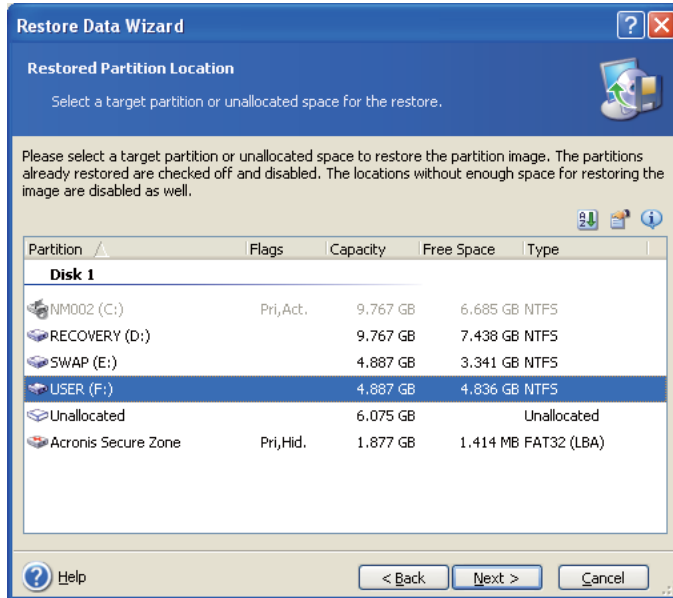 Restore Data Wizard
Restored Partition Location
Select a target partition or unallocated space for the restore.
Please select a target partition or unallocated space to restore the partition image. The partitions
already restored are checked off and disabled. The locations without enough space for restoring the
image are disabled as well.
Partition Flags Capacity Free Space Type
Disk 1
NM002 (C:) Pri,Act. 9.767 GB 6.685 GB NTFS
RECOVERY (D:) 9.767 GB 7.438 GB NTFS
SWAP (E:) 4.887 GB 3.341 GB NTFS
USER (F:) 4.887 GB 4.836 GB NTFS
Unallocated 6.075 GB Unallocated
Acronis Secure Zone Pri,Hid. 1.877 GB 1.414 MB FAT32 (LBA)
Help < Back Next > Cancel